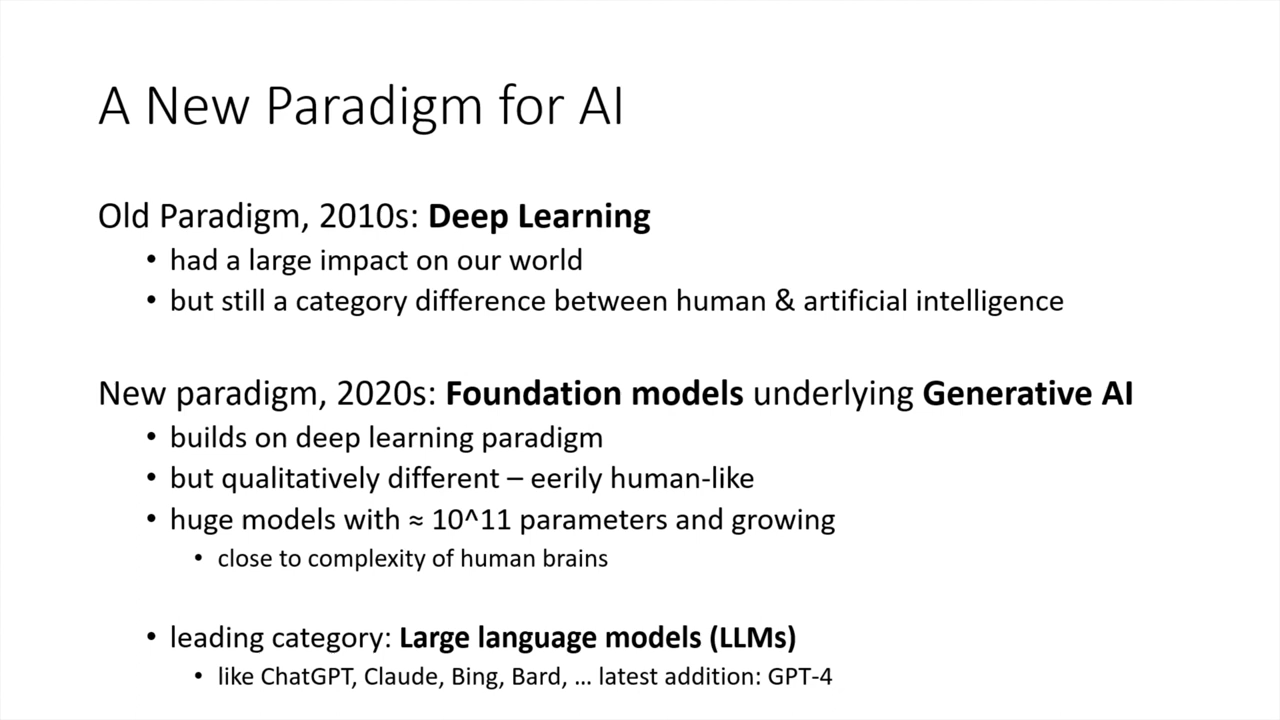 A New Paradigm for AI
Old Paradigm, 2010s: Deep Learning
• had a large impact on our world
• but still a category difference between human & artificial intelligence
New paradigm, 2020s: Foundation models underlying Generative AI
• builds on deep learning paradigm
• but qualitatively different – eerily human-like
• huge models with ≈ 10^11 parameters and growing
• close to complexity of human brains
• leading category: Large language models (LLMs)
• like ChatGPT, Claude, Bing, Bard, … latest addition: GPT-4